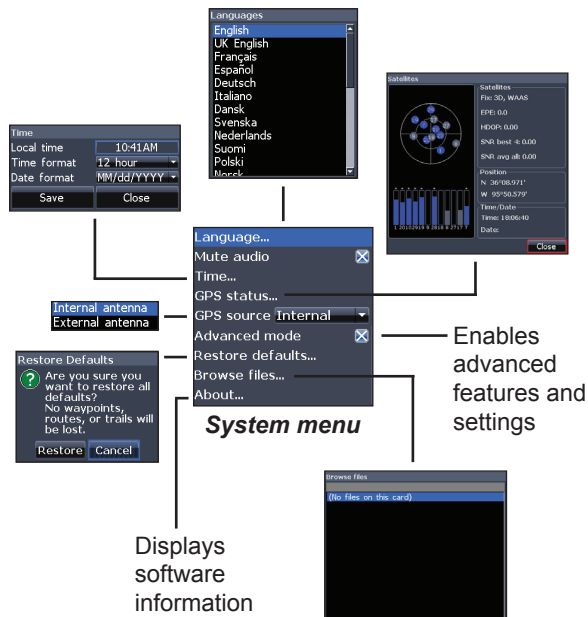 Languages
English
UK English
Français
Español
Deutsch
Italiano
Dansk
Svenska
Nederlands
Suomi
Polski
Norsk
Time
Local time 10:41AM
Time format 12 hour
Date format MM/dd/YYYY
Save Close
Satellites
Satellites
Fix: 3D, WAAS
EPE: 0.0
HDOP: 0.00
SNR best 4: 0.00
SNR avg all: 0.00
Position
N 36°08.971'
W 95°50.579'
Time/Date
Time: 18:06:40
Date:
Close
Language...
Mute audio
Time...
GPS status...
GPS source Internal
Advanced mode
Restore defaults...
Browse files...
About...
System menu
Internal antenna
External antenna
Restore Defaults
? Are you sure you
want to restore all
defaults?
No waypoints,
routes, or trails will
be lost.
Restore Cancel
Enables
advanced
features and
settings
Displays
software
information
Browse files
(No files on this card)